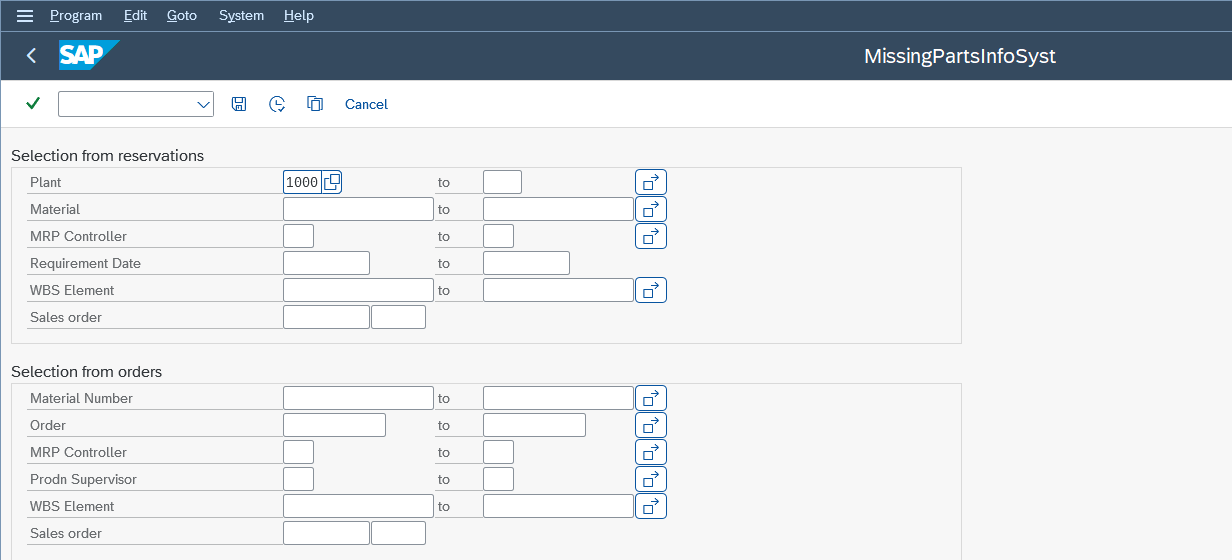 Program Edit Goto System Help
SAP MissingPartsInfoSyst
Cancel
Selection from reservations
Plant 1000 to
Material to
MRP Controller to
Requirement Date to
WBS Element to
Sales order
Selection from orders
Material Number to
Order to
MRP Controller to
Prodn Supervisor to
WBS Element to
Sales order